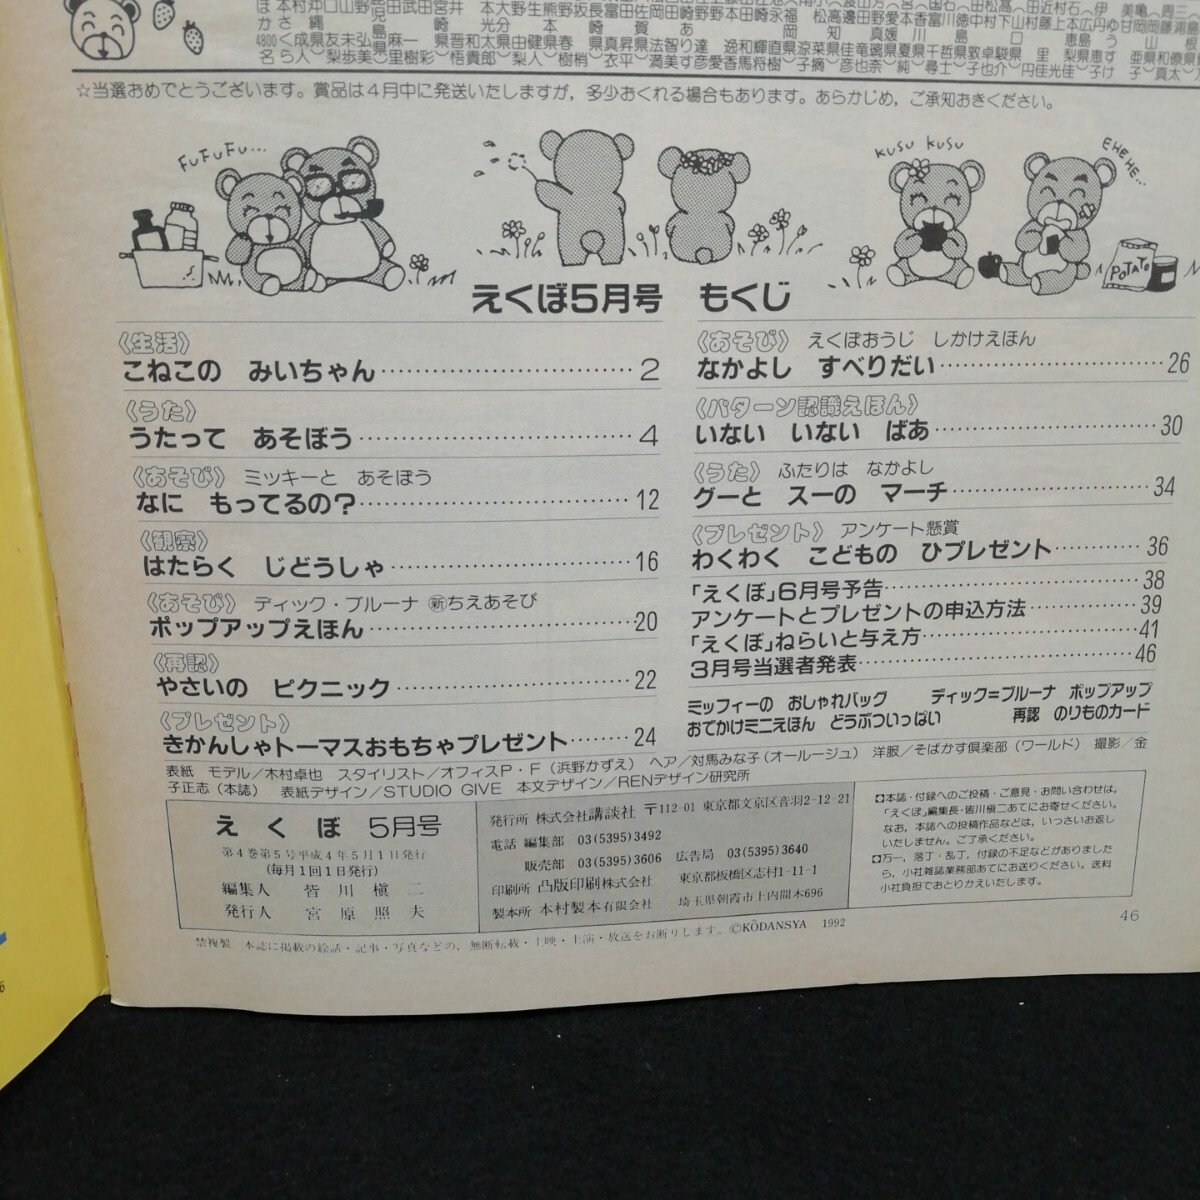 ☆当選おめでとうございます。賞品は4月中に発送いたしますが，多少おくれる場合もあります。あらかじめ，ご承知おきください。
FUFUFU...
KUSU KUSU
EHEHE...
POTATO
えくぼ5月号　もくじ
〈生活〉
こねこの　みいちゃん……2
〈うた〉
うたって　あそぼう……4
〈あそび〉ミッキーと　あそぼう
なに　もってるの?……12
〈観察〉
はたらく　じどうしゃ……16
〈あそび〉ディック・ブルーナ　㊟新ちえあそび
ポップアップえほん……20
〈再認〉
やさいの　ピクニック……22
〈プレゼント〉
きかんしゃトーマスおもちゃプレゼント……24
〈あそび〉えくぼおうじ　しかけえほん
なかよし　すべりだい……26
〈パターン認識えほん〉
いない　いない　ばあ……30
〈うた〉ふたりは　なかよし
グーと　スーの　マーチ……34
〈プレゼント〉アンケート懸賞
わくわく　こどもの　ひプレゼント……36
「えくぼ」6月号予告……38
アンケートとプレゼントの申込方法……39
「えくぼ」ねらいと与え方……41
3月号当選者発表……46
ミッフィーの　おしゃれバッグ　ディック=ブルーナ　ポップアップ
おでかけミニえほん　どうぶついっぱい　再認　のりものカード
表紙　モデル／木村卓也　スタイリスト／オフィスP・F（浜野かずえ）　ヘア／対馬みな子（オールージュ）　洋服／そばかす倶楽部（ワールド）　撮影／金
子正志（本誌）　表紙デザイン／STUDIO GIVE　本文デザイン／RENデザイン研究所
えくぼ　5月号
第4巻第5号平成4年5月1日発行
(毎月1回1日発行)
編集人　皆川槇二
発行人　宮原照夫
発行所　株式会社講談社　〒112-01 東京都文京区音羽2-12-21
電話　編集部　03(5395)3492
販売部　03(5395)3606　広告局　03(5395)3640
印刷所　凸版印刷株式会社　東京都板橋区志村1-11-1
製本所　本村製本有限会社　埼玉県朝霞市上内間木696
✿本誌・付録へのご投稿・ご意見・お問い合わせは，
「えくぼ」編集長・皆川槇二あてにお寄せください。
なお，本誌への投稿作品などは，いっさいお返し
いたしません。ご了承ください。
✿万一，落丁・乱丁，付録の不足などがありました
ら，小社雑誌業務部あてにお送りください。送料
小社負担でおとりかえいたします。
禁複製　本誌に掲載の絵話・記事・写真などの，無断転載・上映・上演・放送をお断りします。©KÔDANSYA　1992
46